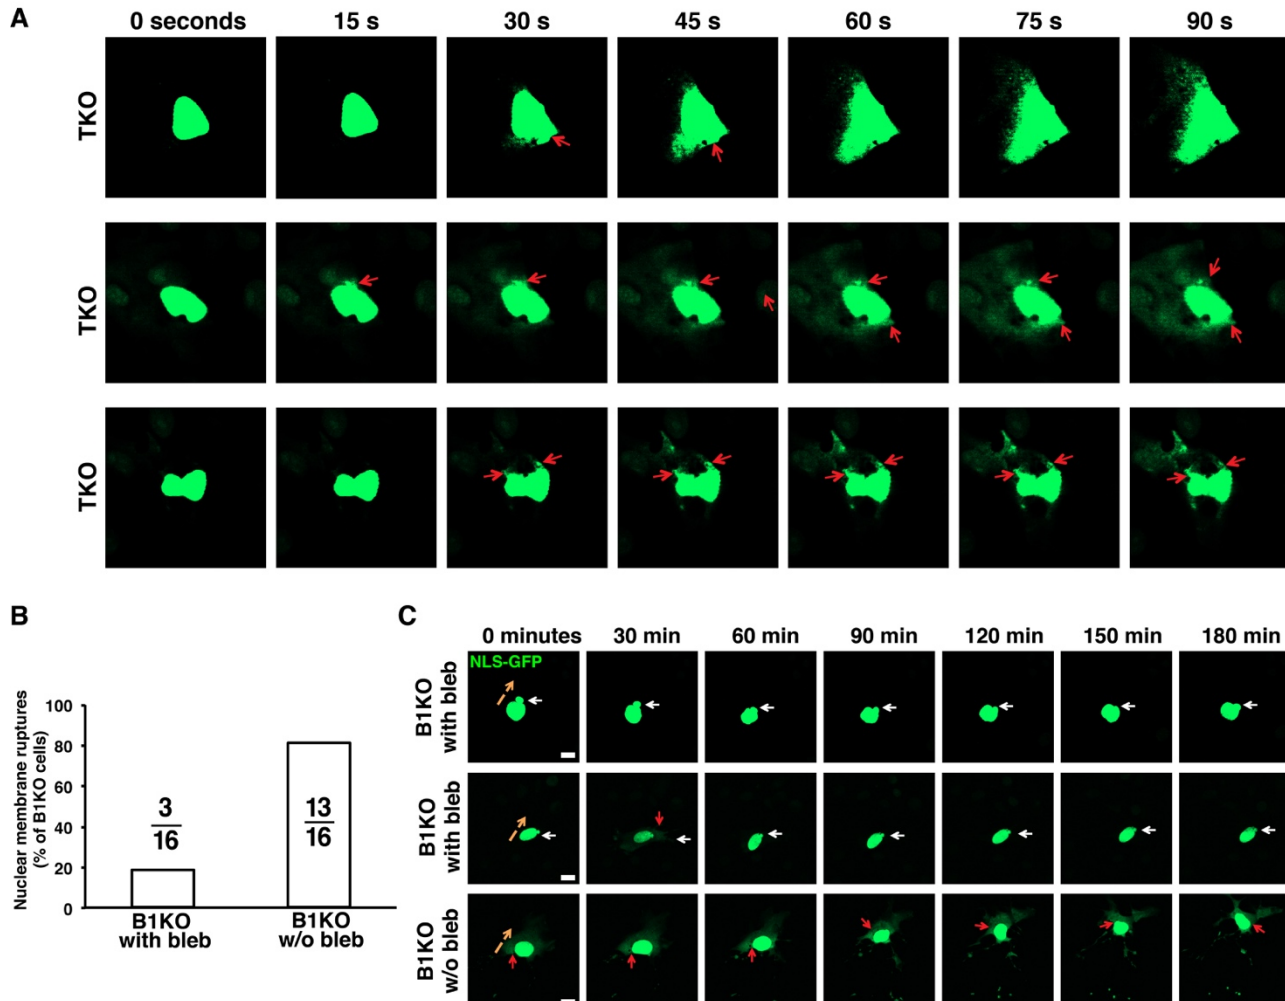 A
0 seconds 15 s 30 s 45 s 60 s 75 s 90 s
TKO
TKO
TKO
B
Nuclear membrane ruptures
(% of B1KO cells)
100
80
60
40
20
0
3
16
13
16
B1KO
with bleb
B1KO
w/o bleb
C
0 minutes 30 min 60 min 90 min 120 min 150 min 180 min
NLS-GFP
B1KO
with bleb
B1KO
with bleb
B1KO
w/o bleb